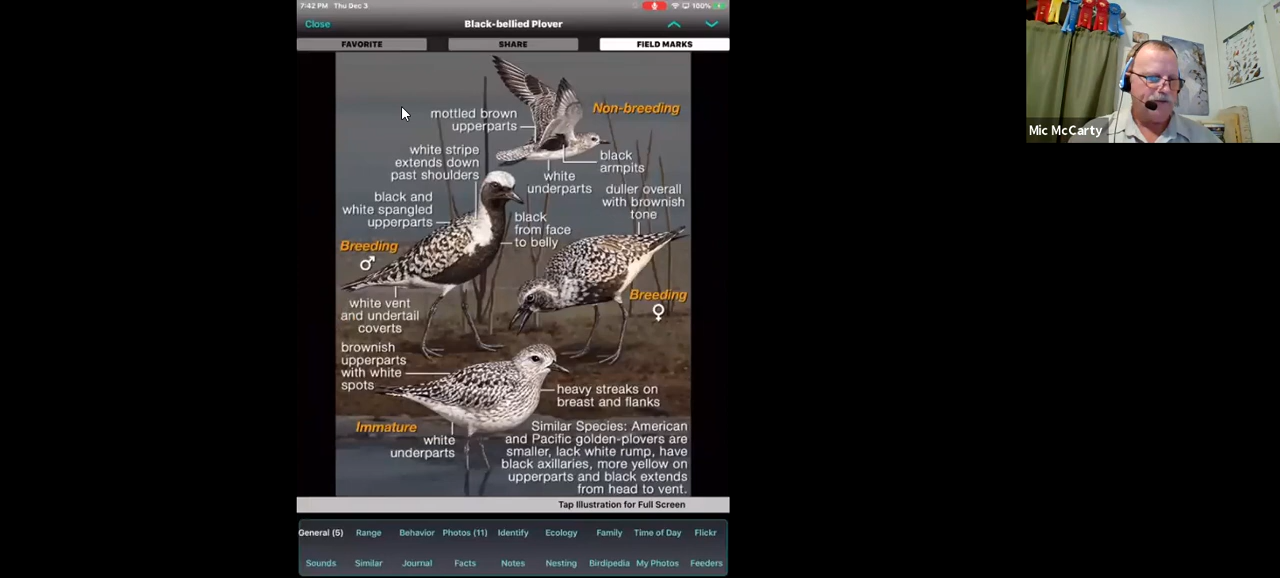 7:42 PM Thu Dec 3
100%
Close
Black-bellied Plover
FAVORITE
SHARE
FIELD MARKS
Non-breeding
mottled brown
upperparts
black
armpits
white
underparts
white stripe
extends down
past shoulders
black and
white spangled
upperparts
black
from face
to belly
duller overall
with brownish
tone
Breeding
♂
Breeding
♀
white vent
and undertail
coverts
brownish
upperparts
with white
spots
heavy streaks on
breast and flanks
Immature
white
underparts
Similar Species: American
and Pacific golden-plovers are
smaller, lack white rump, have
black axillaries, more yellow on
upperparts and black extends
from head to vent.
Tap Illustration for Full Screen
General (5) Range Behavior Photos (11) Identify Ecology Family Time of Day Flickr
Sounds Similar Journal Facts Notes Nesting Birdipedia My Photos Feeders
Mic McCarty